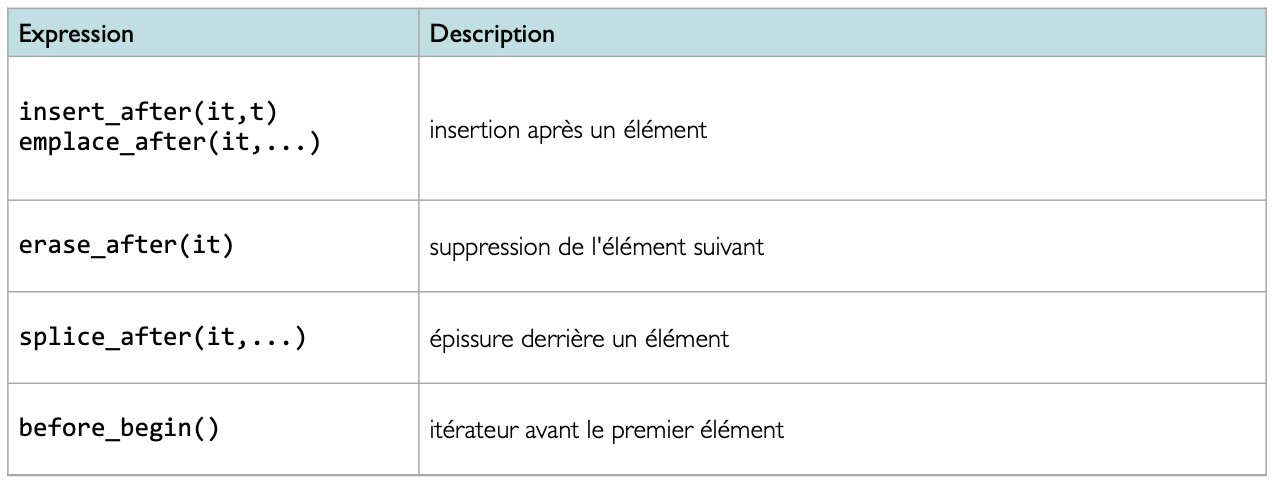 Expression Description
insert_after(it,t)
emplace_after(it,...)
insertion après un élément
erase_after(it) suppression de l'élément suivant
splice_after(it,...) épissure derrière un élément
before_begin() itérateur avant le premier élément